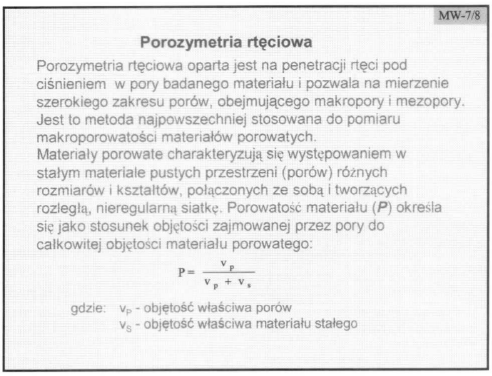 MW-7/8
Porozymetria rtęciowa
Porozymetria rtęciowa oparta jest na penetracji rtęci pod
ciśnieniem w pory badanego materiału i pozwala na mierzenie
szerokiego zakresu porów, obejmującego makropory i mezopory.
Jest to metoda najpowszechniej stosowana do pomiaru
makroporowatości materiałów porowatych.
Materiały porowate charakteryzują się występowaniem w
stałym materiale pustych przestrzeni (porów) różnych
rozmiarów i kształtów, połączonych ze sobą i tworzących
rozległą, nieregularną siatkę. Porowatość materiału (P) określa
się jako stosunek objętości zajmowanej przez pory do
całkowitej objętości materiału porowatego:
P = v_p / (v_p + v_s)
gdzie: v_P - objętość właściwa porów
v_S - objętość właściwa materiału stałego